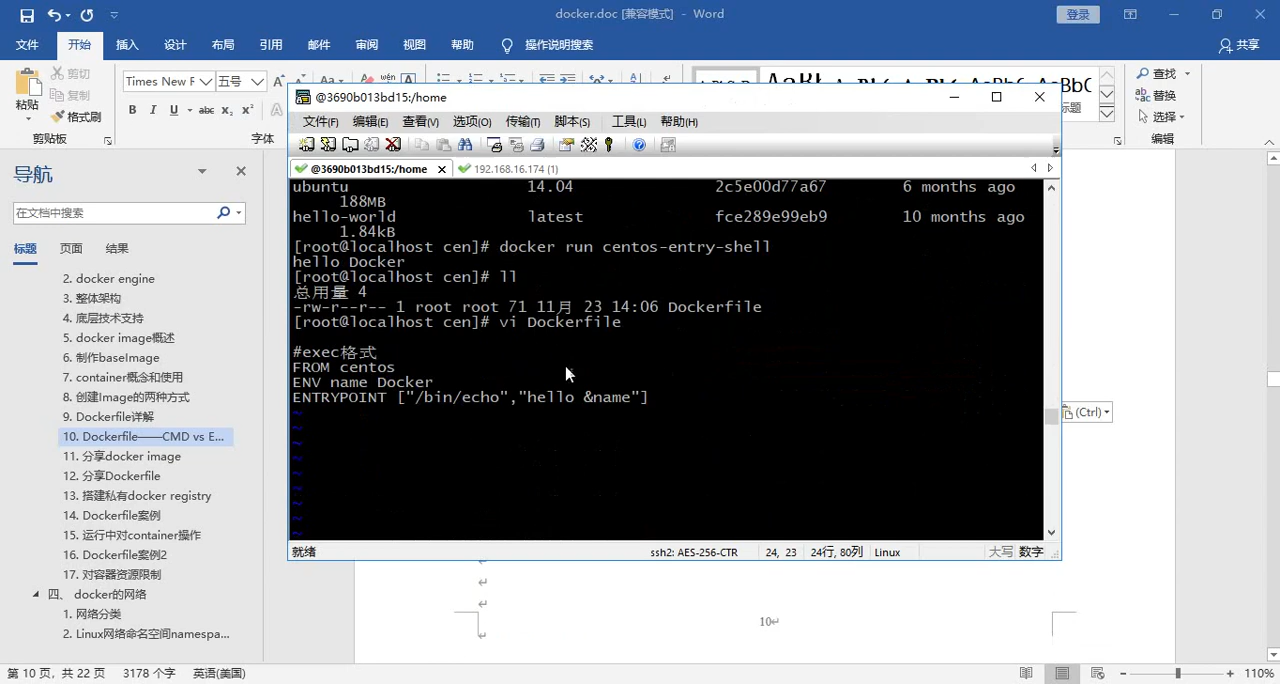 docker.doc [兼容模式] - Word
登录
文件 开始 插入 设计 布局 引用 邮件 审阅 视图 帮助 操作说明搜索 共享
粘贴
剪切
复制
格式刷
剪贴板
Times New F 五号
B I U abc x₂ x²
字体
查找
替换
选择
编辑
导航
在文档中搜索
标题 页面 结果
2. docker engine
3. 整体架构
4. 底层技术支持
5. docker image概述
6. 制作baseImage
7. container概念和使用
8. 创建Image的两种方式
9. Dockerfile详解
10. Dockerfile——CMD vs E...
11. 分享docker image
12. 分享Dockerfile
13. 搭建私有docker registry
14. Dockerfile案例
15. 运行中对container操作
16. Dockerfile案例2
17. 对容器资源限制
四、 docker的网络
1. 网络分类
2. Linux网络命名空间namespa...
@3690b013bd15:/home
文件(F) 编辑(E) 查看(V) 选项(O) 传输(T) 脚本(S) 工具(L) 帮助(H)
@3690b013bd15:/home 192.168.16.174 (1)
ubuntu 14.04 2c5e00d77a67 6 months ago
188MB
hello-world latest fce289e99eb9 10 months ago
1.84kB
[root@localhost cen]# docker run centos-entry-shell
hello Docker
[root@localhost cen]# ll
总用量 4
-rw-r--r-- 1 root root 71 11月 23 14:06 Dockerfile
[root@localhost cen]# vi Dockerfile
#exec格式
FROM centos
ENV name Docker
ENTRYPOINT ["/bin/echo","hello &name"]
~
~
~
~
~
~
~
~
~
就绪 ssh2: AES-256-CTR 24, 23 24行, 80列 Linux 大写 数字
(Ctrl)
10
第 10 页，共 22 页 3178 个字 英语(美国) 110%